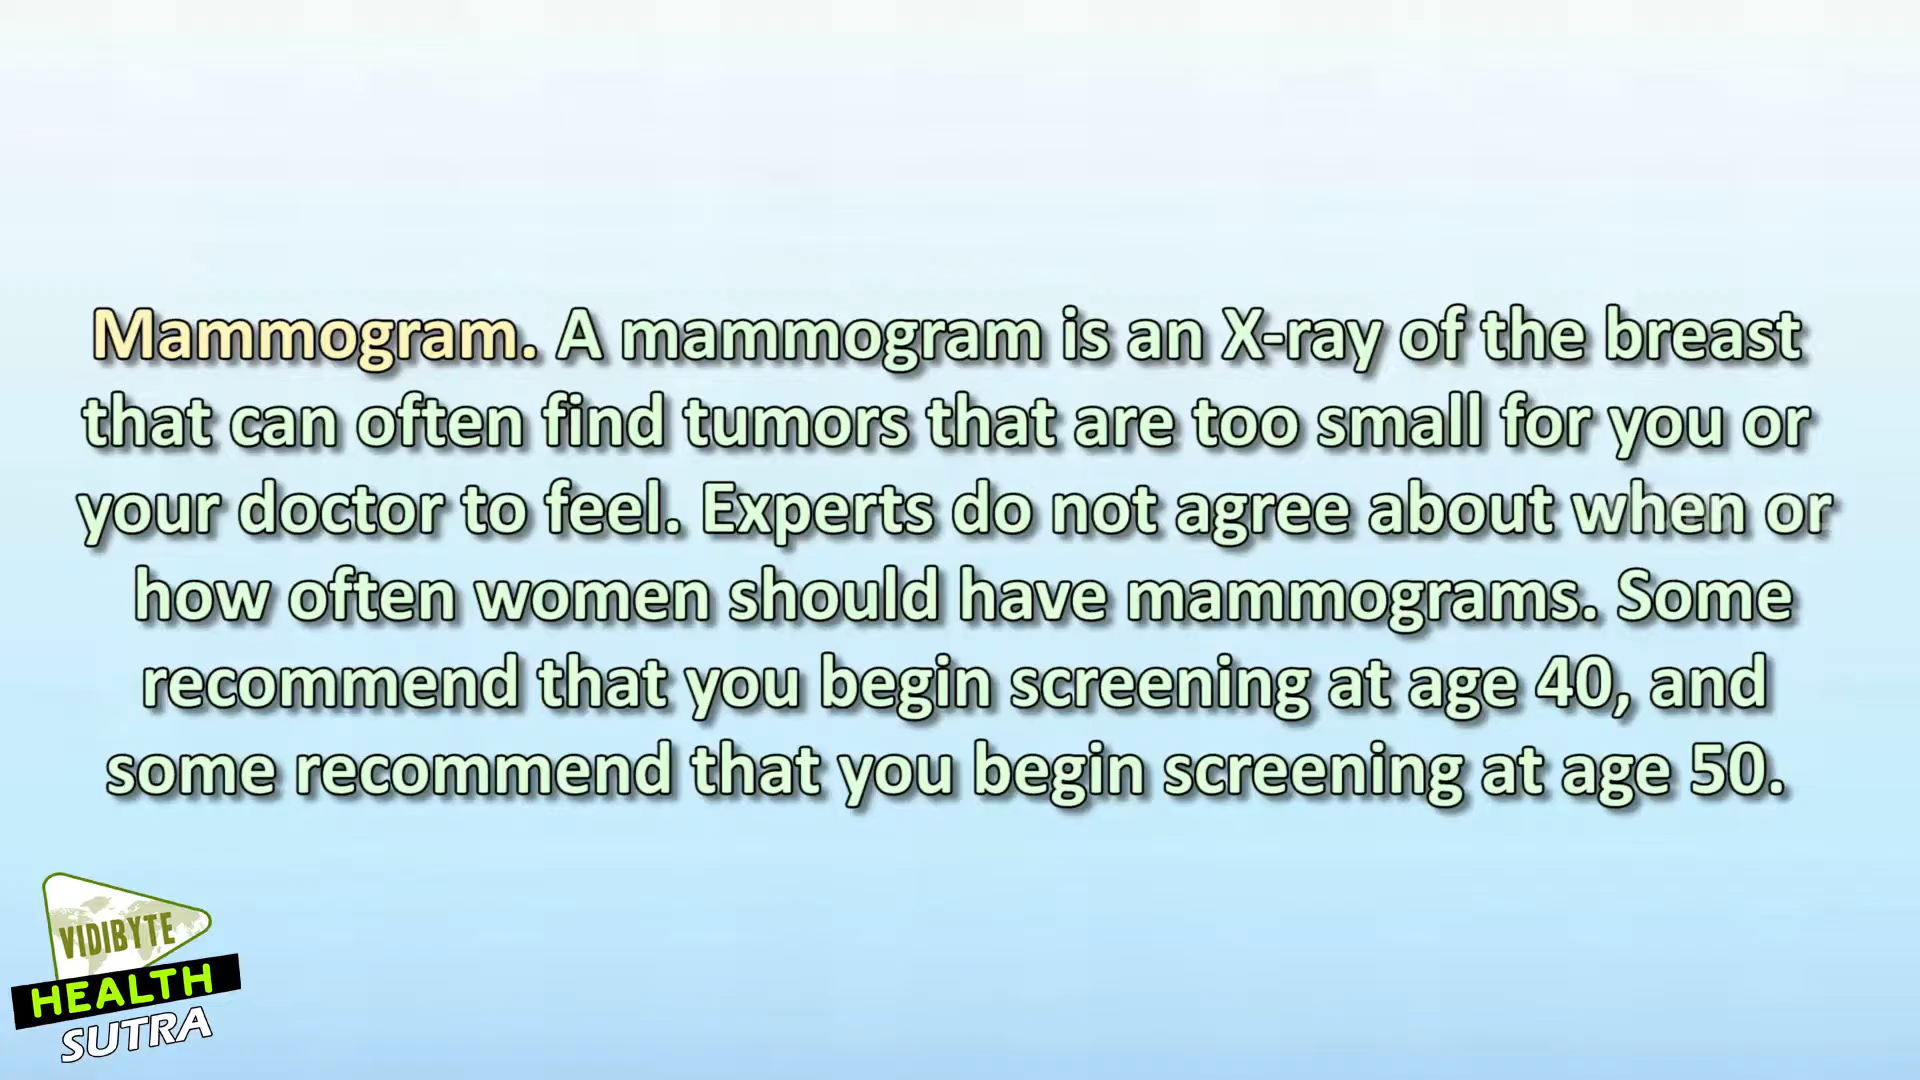 Mammogram. A mammogram is an X-ray of the breast
that can often find tumors that are too small for you or
your doctor to feel. Experts do not agree about when or
how often women should have mammograms. Some
recommend that you begin screening at age 40, and
some recommend that you begin screening at age 50.
VIDIBYTE
HEALTH
SUTRA